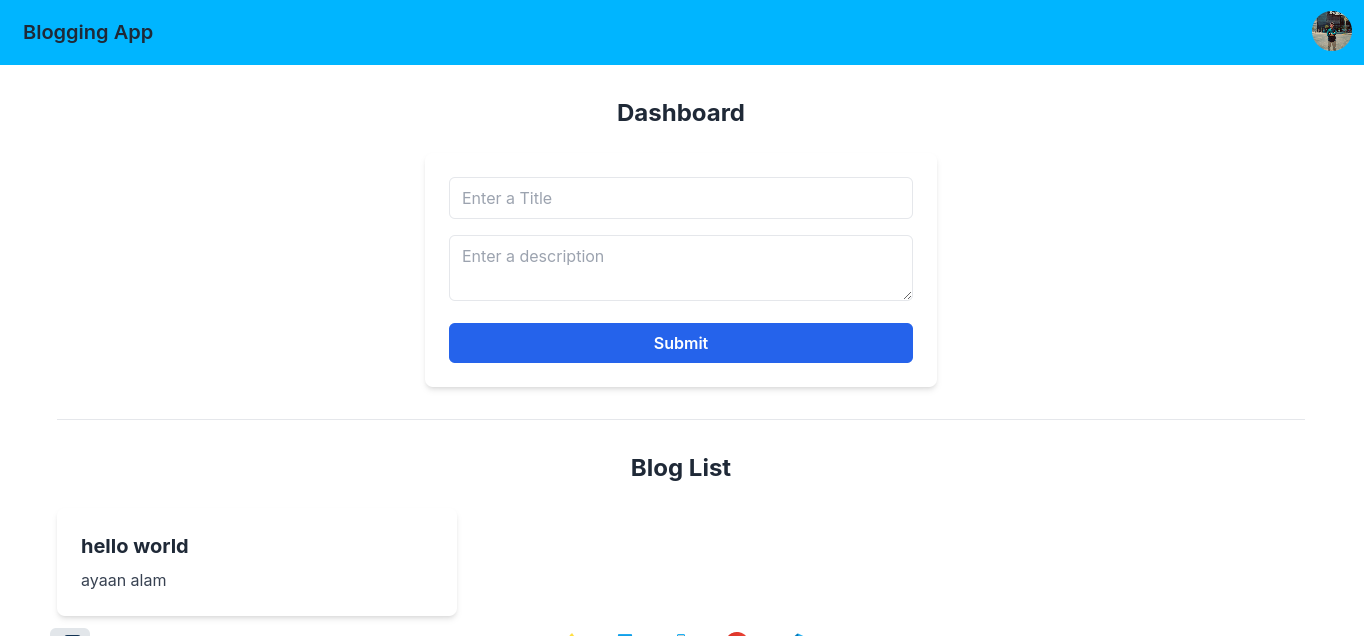 Blogging App
Dashboard
Enter a Title
Enter a description
Submit
Blog List
hello world
ayaan alam